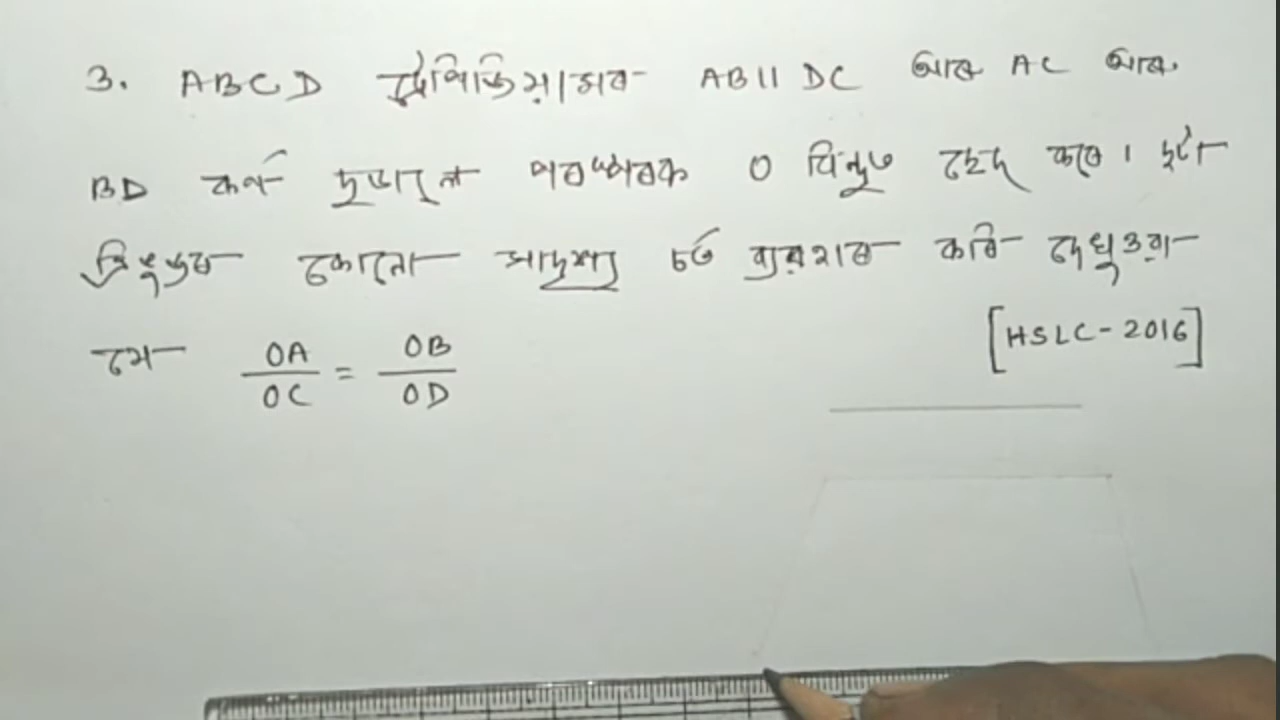 3. ABCD ট্ৰেপিজিয়ামৰ AB || DC আৰু AC আৰু
BD কৰ্ণ দুডালে পৰস্পৰক O বিন্দুত ছেদ কৰে। দুটা
ত্ৰিভুজৰ কোনো সাদৃশ্য চৰ্ত ব্যৱহাৰ কৰি দেখুওৱা
যে OA/OC = OB/OD
[HSLC-2016]